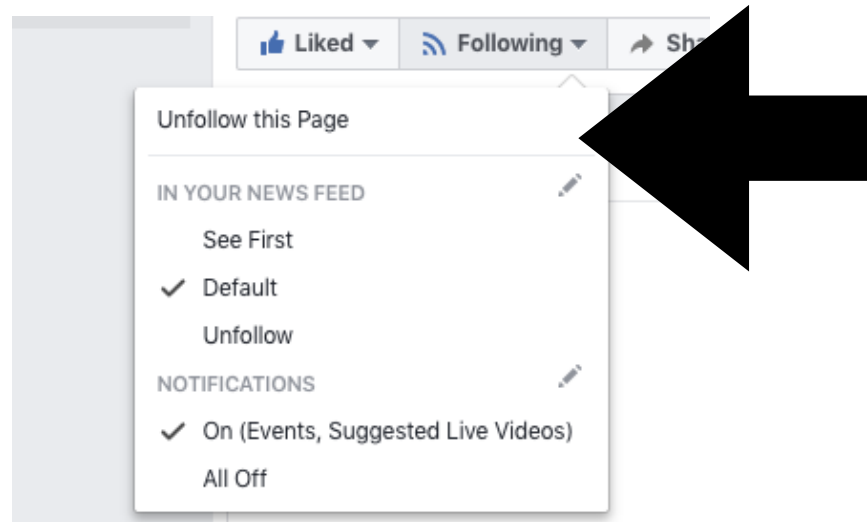 Liked Following
Unfollow this Page
IN YOUR NEWS FEED
See First
Default
Unfollow
NOTIFICATIONS
On (Events, Suggested Live Videos)
All Off